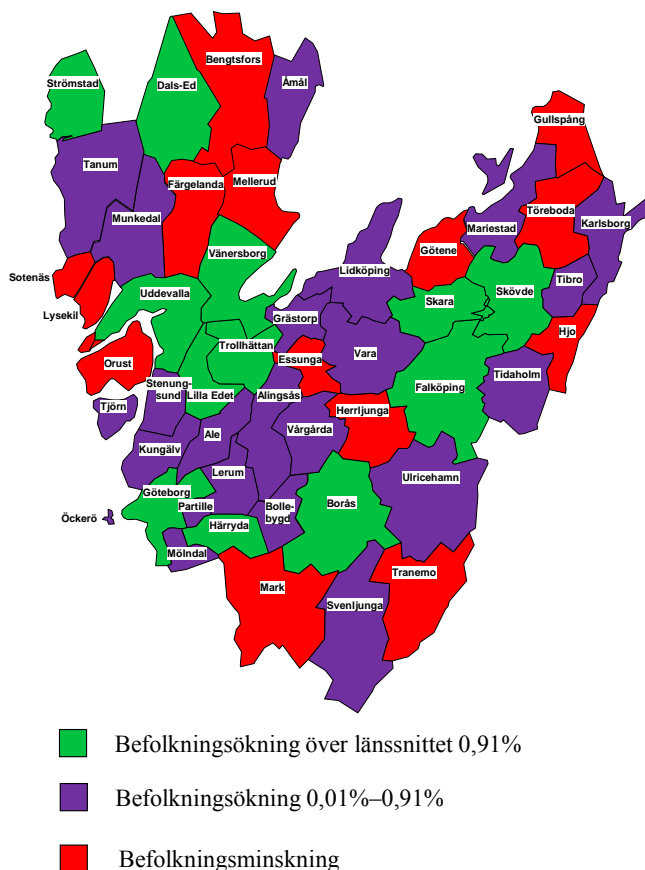 Bengtsfors
Strömstad
Dals-Ed
Åmål
Gullspång
Tanum
Färgelanda
Mellerud
Munkedal
Mariestad
Töreboda
Karlsborg
Götene
Vänersborg
Lidköping
Sotenäs
Tibro
Uddevalla
Skara
Skövde
Lysekil
Grästorp
Hjo
Trollhättan
Essunga
Vara
Orust
Tidaholm
Stenung-
sund
Lilla Edet
Alingsås
Falköping
Tjörn
Herrljunga
Vårgårda
Ale
Kungälv
Lerum
Ulricehamn
Göteborg
Partille
Bolle-
bygd
Borås
Öckerö
Härryda
Mölndal
Tranemo
Mark
Svenljunga
Befolkningsökning över länssnittet 0,91%
Befolkningsökning 0,01%–0,91%
Befolkningsminskning